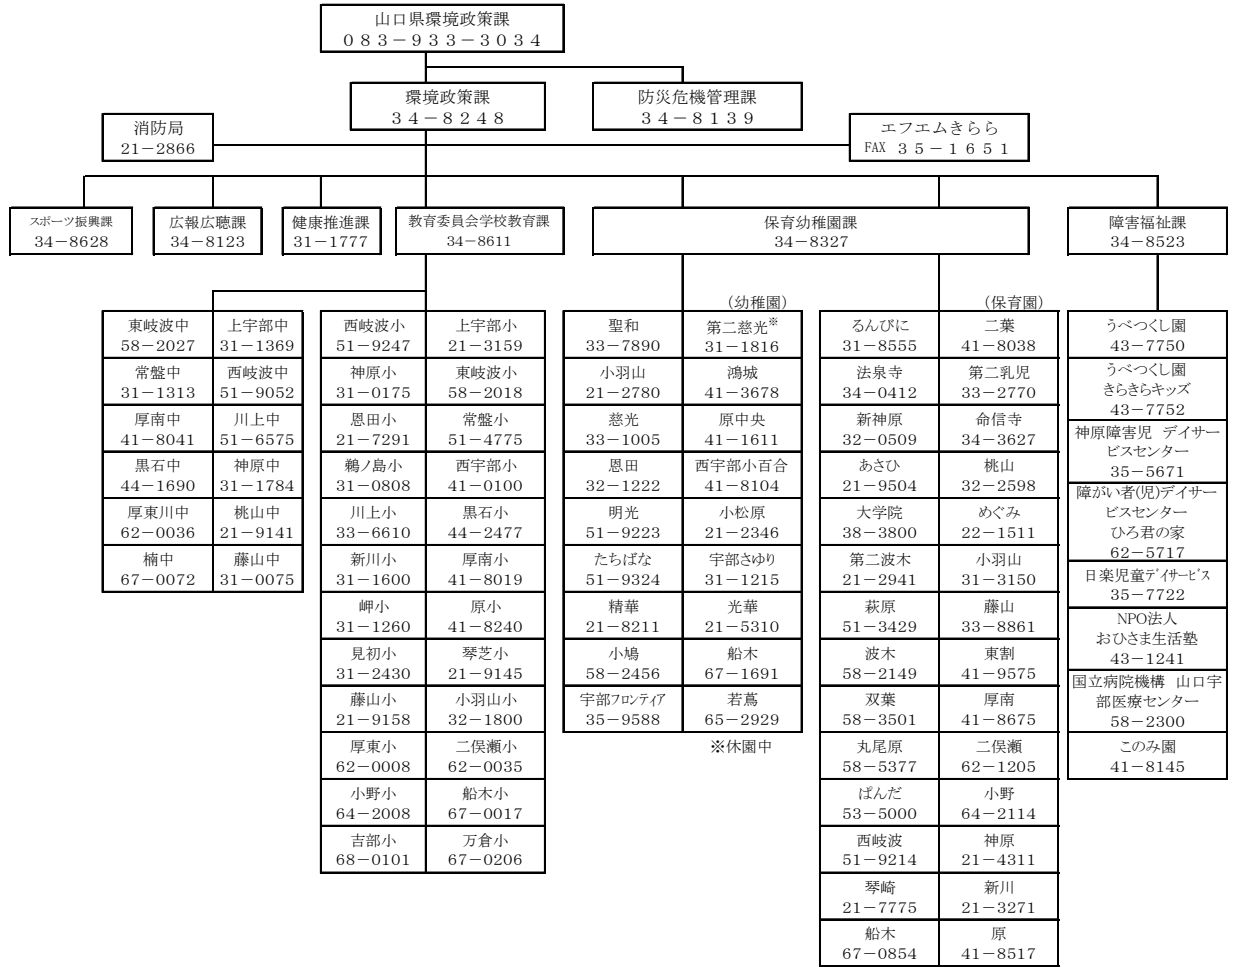 山口県環境政策課
０８３－９３３－３０３４
環境政策課
３４－８２４８
防災危機管理課
３４－８１３９
消防局
21－2866
エフエムきらら
FAX ３５－１６５１
スポーツ振興課
34－8628
広報広聴課
34－8123
健康推進課
31－1777
教育委員会学校教育課
34－8611
保育幼稚園課
34－8327
障害福祉課
34－8523
東岐波中
58－2027
上宇部中
31－1369
常盤中
31－1313
西岐波中
51－9052
厚南中
41－8041
川上中
51－6575
黒石中
44－1690
神原中
31－1784
厚東川中
62－0036
桃山中
21－9141
楠中
67－0072
藤山中
31－0075
西岐波小
51－9247
上宇部小
21－3159
神原小
31－0175
東岐波小
58－2018
恩田小
21－7291
常盤小
51－4775
鵜ノ島小
31－0808
西宇部小
41－0100
川上小
33－6610
黒石小
44－2477
新川小
31－1600
厚南小
41－8019
岬小
31－1260
原小
41－8240
見初小
31－2430
琴芝小
21－9145
藤山小
21－9158
小羽山小
32－1800
厚東小
62－0008
二俣瀬小
62－0035
小野小
64－2008
船木小
67－0017
吉部小
68－0101
万倉小
67－0206
（幼稚園）
聖和
33－7890
第二慈光※
31－1816
小羽山
21－2780
鴻城
41－3678
慈光
33－1005
原中央
41－1611
恩田
32－1222
西宇部小百合
41－8104
明光
51－9223
小松原
21－2346
たちばな
51－9324
宇部さゆり
31－1215
精華
21－8211
光華
21－5310
小鳩
58－2456
船木
67－1691
宇部フロンティア
35－9588
若蔦
65－2929
※休園中
（保育園）
るんびに
31－8555
二葉
41－8038
法泉寺
34－0412
第二乳児
33－2770
新神原
32－0509
命信寺
34－3627
あさひ
21－9504
桃山
32－2598
大学院
38－3800
めぐみ
22－1511
第二波木
21－2941
小羽山
31－3150
萩原
51－3429
藤山
33－8861
波木
58－2149
東割
41－9575
双葉
58－3501
厚南
41－8675
丸尾原
58－5377
二俣瀬
62－1205
ぱんだ
53－5000
小野
64－2114
西岐波
51－9214
神原
21－4311
琴崎
21－7775
新川
21－3271
船木
67－0854
原
41－8517
うべつくし園
43－7750
うべつくし園
きらきらキッズ
43－7752
神原障害児　デイサー
ビスセンター
35－5671
障がい者(児)デイサー
ビスセンター
ひろ君の家
62－5717
日楽児童ﾃﾞｲｻｰﾋﾞｽ
35－7722
NPO法人
おひさま生活塾
43－1241
国立病院機構　山口宇
部医療センター
58－2300
このみ園
41－8145